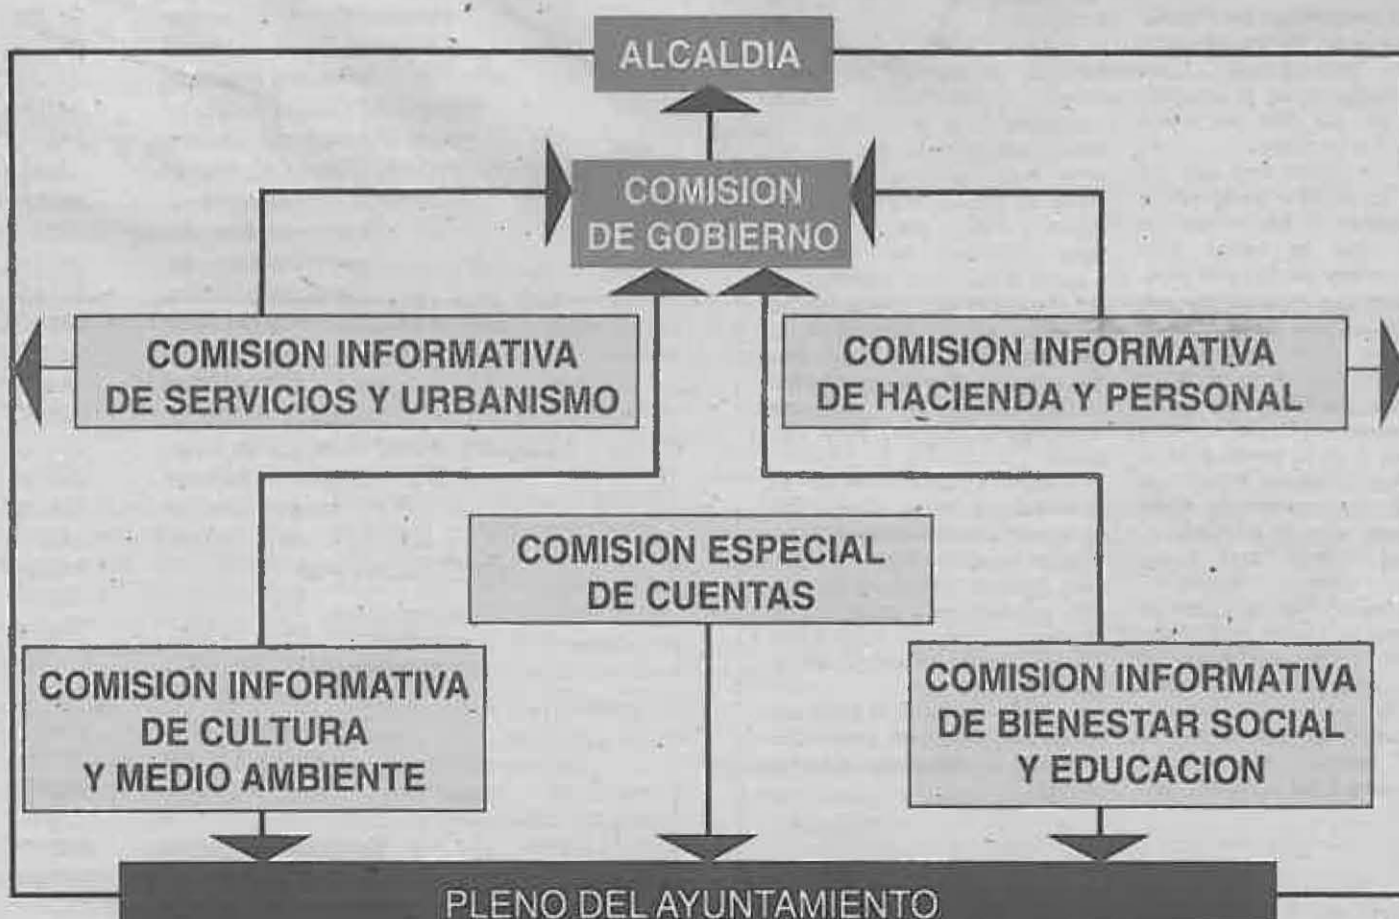 ALCALDIA
COMISION
DE GOBIERNO
COMISION INFORMATIVA
DE SERVICIOS Y URBANISMO
COMISION INFORMATIVA
DE HACIENDA Y PERSONAL
COMISION ESPECIAL
DE CUENTAS
COMISION INFORMATIVA
DE CULTURA
Y MEDIO AMBIENTE
COMISION INFORMATIVA
DE BIENESTAR SOCIAL
Y EDUCACION
PLENO DEL AYUNTAMIENTO